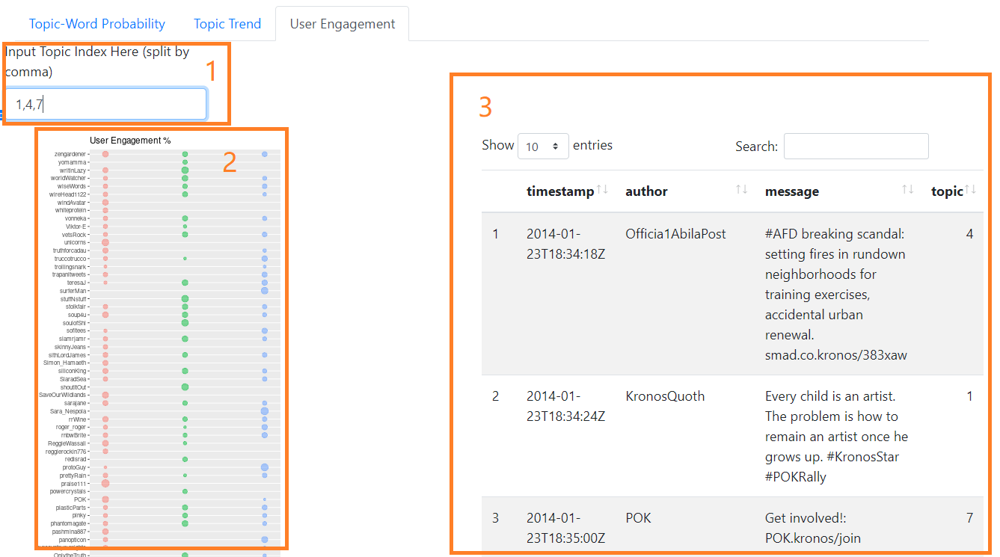 Topic-Word Probability Topic Trend User Engagement
Input Topic Index Here (split by
comma)
1
1,4,7
User Engagement %
2
zengardener
yomamma
writinLazy
worldWatcher
wiseWords
wireHead1122
windAvatar
whiteprotein
vonneka
Viktor-E
vetsRock
unicorns
truthforcadau
truccotrucco
trollingsnark
trapanitweets
teresaJ
surferMan
stuffNstuff
stolkfair
soup4u
soulofShi
sofitees
slamrjamr
skinnyJeans
sithLordJames
Simon_Hamaeth
siliconKing
SiaradSea
shoutItOut
SaveOurWildlands
sarajane
Sara_Nespola
rrWine
roger_roger
rnbwBrite
ReggieWassali
reggierockin776
redisrad
protoGuy
prettyRain
praise111
powercrystals
POK
plasticParts
pinky
phantomagate
pashmina887
panopticon
OnlytheTruth
3
Show 10 entries Search:
timestamp author message topic
1 2014-01- Officia1AbilaPost #AFD breaking scandal: 4
23T18:34:18Z setting fires in rundown
neighborhoods for
training exercises,
accidental urban
renewal.
smad.co.kronos/383xaw
2 2014-01- KronosQuoth Every child is an artist. 1
23T18:34:24Z The problem is how to
remain an artist once he
grows up. #KronosStar
#POKRally
3 2014-01- POK Get involved!: 7
23T18:35:00Z POK.kronos/join